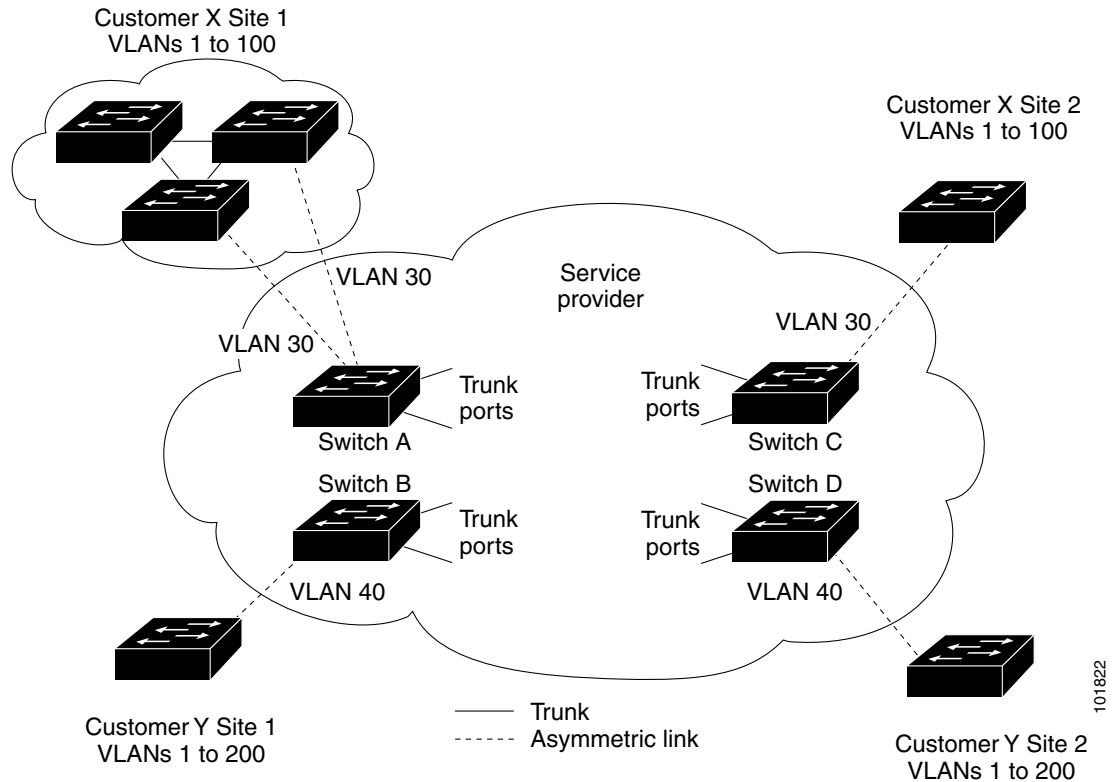 Customer X Site 1
VLANs 1 to 100
Customer X Site 2
VLANs 1 to 100
VLAN 30
Service
provider
VLAN 30
VLAN 30
Trunk
ports
Trunk
ports
Switch A
Switch C
Switch B
Switch D
Trunk
ports
Trunk
ports
VLAN 40
VLAN 40
Customer Y Site 1
VLANs 1 to 200
Trunk
Asymmetric link
Customer Y Site 2
VLANs 1 to 200
101822